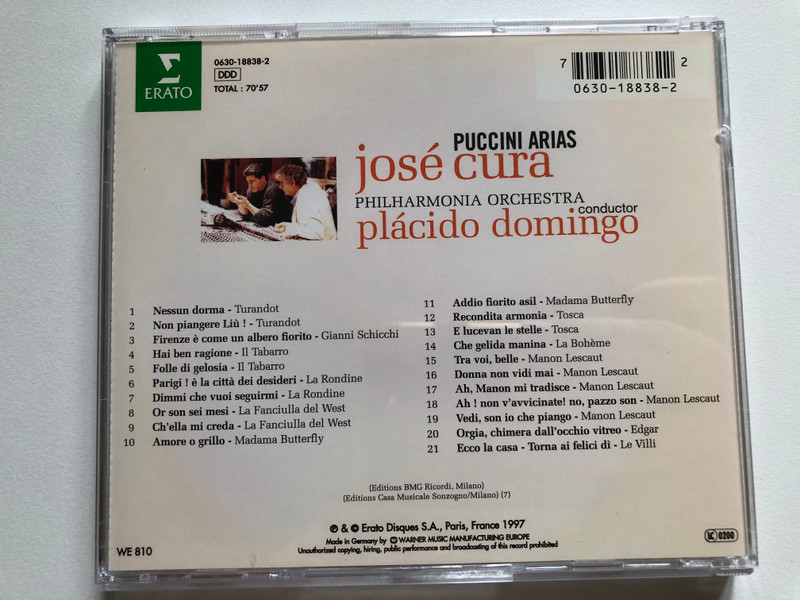 ERATO
0630-18838-2
DDD
TOTAL : 70'57
7 2
0630-18838-2
PUCCINI ARIAS
josé cura
PHILHARMONIA ORCHESTRA
conductor
plácido domingo
1 Nessun dorma - Turandot
2 Non piangere Liù ! - Turandot
3 Firenze è come un albero fiorito - Gianni Schicchi
4 Hai ben ragione - Il Tabarro
5 Folle di gelosia - Il Tabarro
6 Parigi ! è la città dei desideri - La Rondine
7 Dimmi che vuoi seguirmi - La Rondine
8 Or son sei mesi - La Fanciulla del West
9 Ch'ella mi creda - La Fanciulla del West
10 Amore o grillo - Madama Butterfly
11 Addio fiorito asil - Madama Butterfly
12 Recondita armonia - Tosca
13 E lucevan le stelle - Tosca
14 Che gelida manina - La Bohème
15 Tra voi, belle - Manon Lescaut
16 Donna non vidi mai - Manon Lescaut
17 Ah, Manon mi tradisce - Manon Lescaut
18 Ah ! non v'avvicinate! no, pazzo son - Manon Lescaut
19 Vedi, son io che piango - Manon Lescaut
20 Orgia, chimera dall'occhio vitreo - Edgar
21 Ecco la casa - Torna ai felici dì - Le Villi
(Editions BMG Ricordi, Milano)
(Editions Casa Musicale Sonzogno/Milano) (7)
℗ & © Erato Disques S.A., Paris, France 1997
Made in Germany by WARNER MUSIC MANUFACTURING EUROPE
Unauthorized copying, hiring, public performance and broadcasting of this record prohibited
WE 810
LC 0200